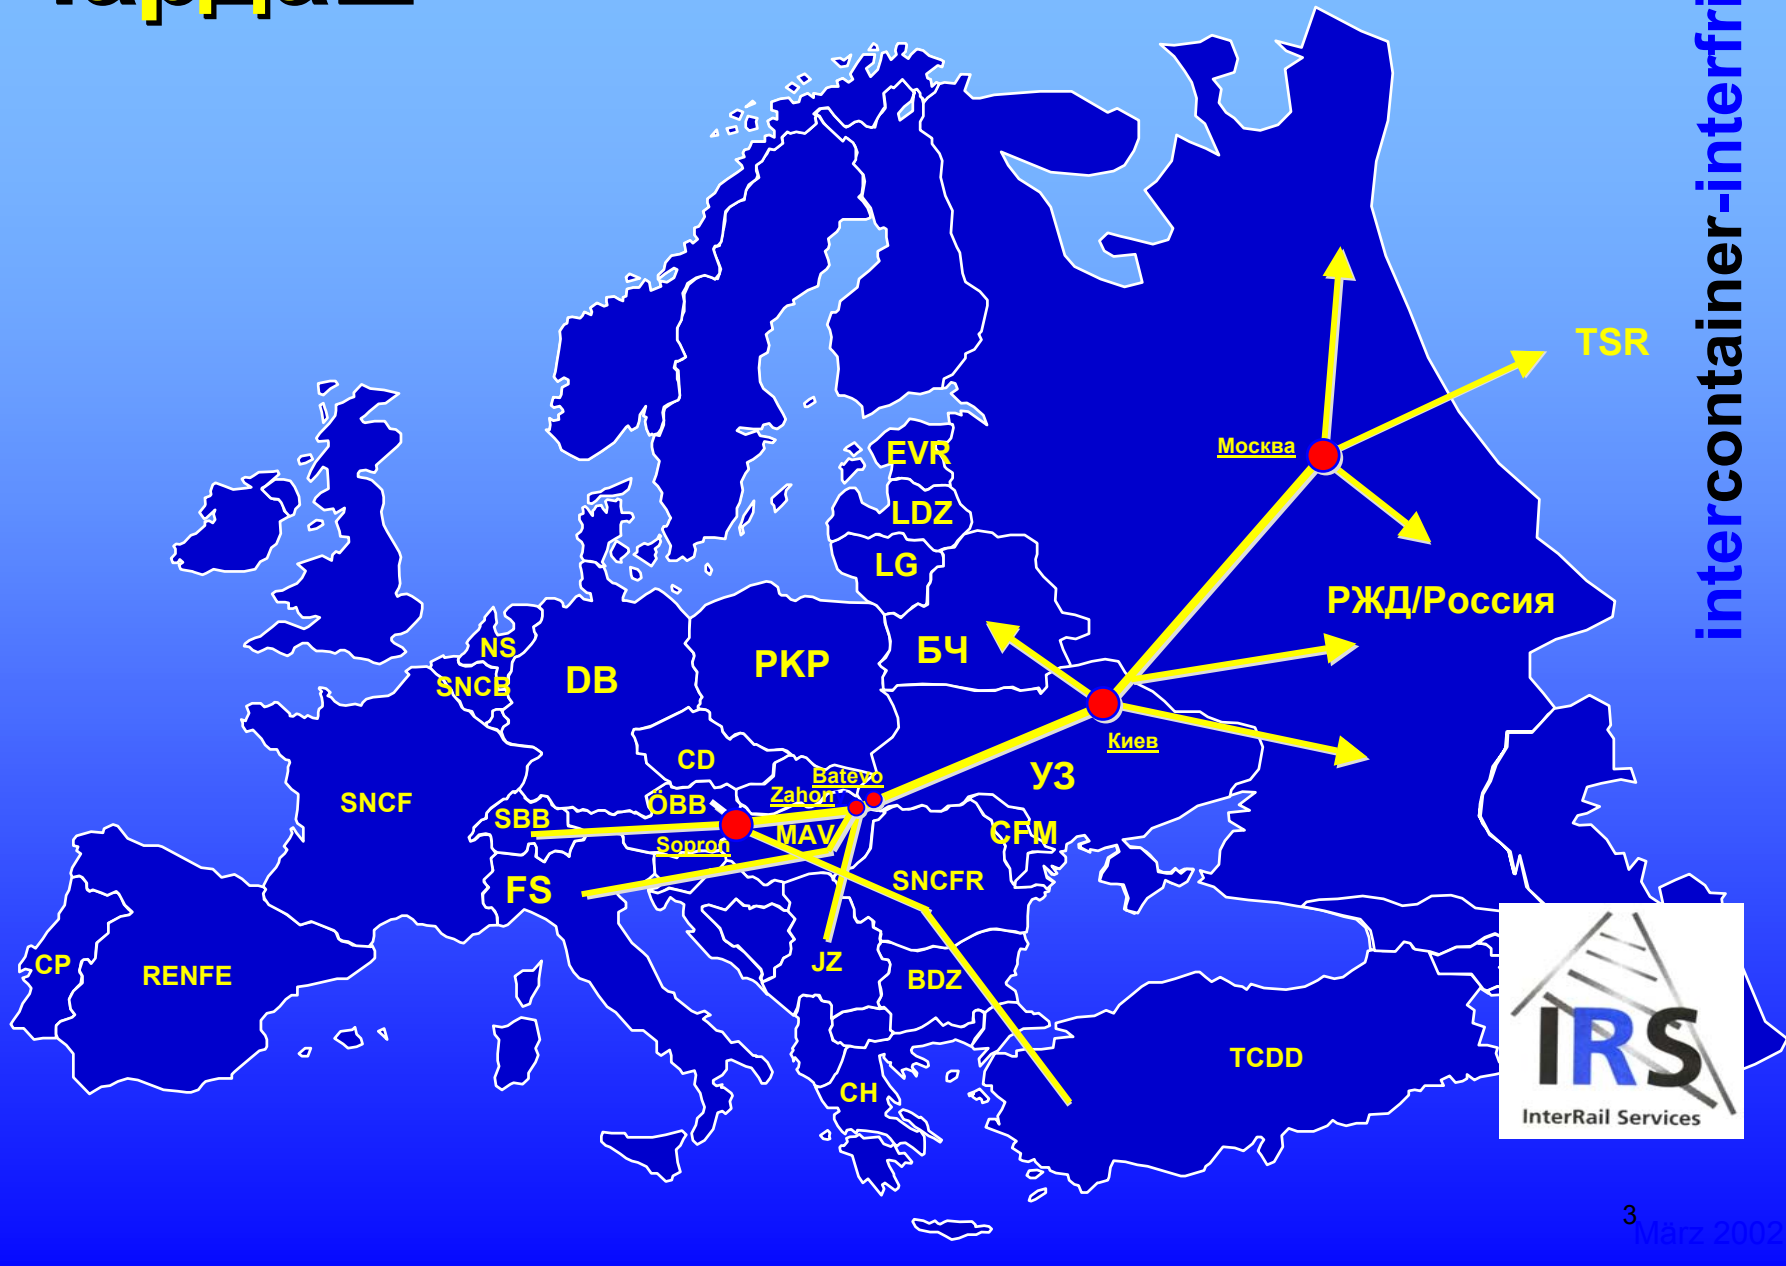 intercontainer-interfri
TSR
Москва
EVR
LDZ
LG
РЖД/Россия
NS
БЧ
PKP
DB
SNCB
Киев
CD
УЗ
Batevo
Zahon
SNCF
ÖBB
SBB
MAV
CFM
Sopron
FS
SNCFR
CP
RENFE
JZ
BDZ
TCDD
CH
IRS
InterRail Services
3
März 2002